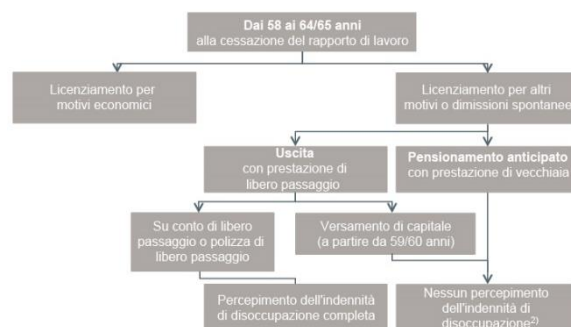 Dai 58 ai 64/65 anni
alla cessazione del rapporto di lavoro
Licenziamento per
motivi economici
Licenziamento per altri
motivi o dimissioni spontanee
Uscita
con prestazione di
libero passaggio
Pensionamento anticipato
con prestazione di vecchiaia
Su conto di libero
passaggio o polizza di
libero passaggio
Versamento di capitale
(a partire da 59/60 anni)
Percepimento dell'indennità
di disoccupazione completa
Nessun percepimento
dell'indennità di
disoccupazione2)